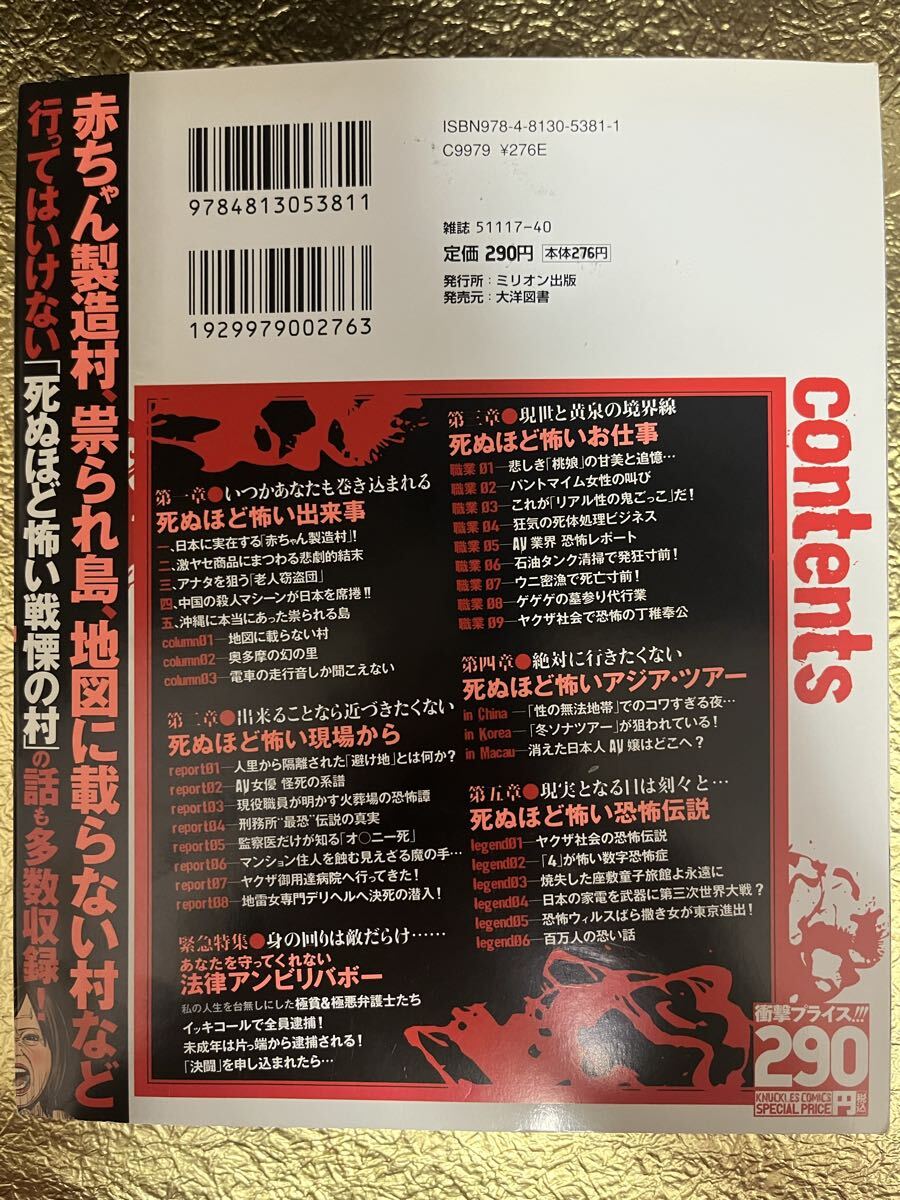 赤ちゃん製造村、祟られ島、地図に載らない村など
行ってはいけない「死ぬほど怖い戦慄の村」の話も多数収録!
9784813053811
ISBN978-4-8130-5381-1
C9979 ¥276E
1929979002763
雑誌 51117-40
定価 290円 本体276円
発行所:ミリオン出版
発売元:大洋図書
contents
第一章●いつかあなたも巻き込まれる
死ぬほど怖い出来事
一、日本に実在する「赤ちゃん製造村」!
二、激ヤセ商品にまつわる悲劇的結末
三、アナタを狙う「老人窃盗団」
四、中国の殺人マシーンが日本を席捲!!
五、沖縄に本当にあった祟られる島
column01─地図に載らない村
column02─奥多摩の幻の里
column03─電車の走行音しか聞こえない
第二章●出来ることなら近づきたくない
死ぬほど怖い現場から
report01─人里から隔離された「避け地」とは何か?
report02─AV女優 怪死の系譜
report03─現役職員が明かす火葬場の恐怖譚
report04─刑務所"最恐"伝説の真実
report05─監察医だけが知る「オ○ニー死」
report06─マンション住人を蝕む見えざる魔の手…
report07─ヤクザ御用達病院へ行ってきた!
report08─地雷女専門デリヘルへ決死の潜入!
緊急特集●身の回りは敵だらけ……
あなたを守ってくれない
法律アンビリバボー
私の人生を台無しにした極貧&極悪弁護士たち
イッキコールで全員逮捕!
未成年は片っ端から逮捕される!
「決闘」を申し込まれたら…
第三章●現世と黄泉の境界線
死ぬほど怖いお仕事
職業01─悲しき「桃娘」の甘美と追憶…
職業02─パントマイム女性の叫び
職業03─これが「リアル性の鬼ごっこ」だ!
職業04─狂気の死体処理ビジネス
職業05─AV業界 恐怖レポート
職業06─石油タンク清掃で発狂寸前!
職業07─ウニ密漁で死亡寸前!
職業08─ゲゲゲの墓参り代行業
職業09─ヤクザ社会で恐怖の丁稚奉公
第四章●絶対に行きたくない
死ぬほど怖いアジア・ツアー
in China─「性の無法地帯」でのコワすぎる夜…
in Korea─「冬ソナツアー」が狙われている!
in Macau─消えた日本人AV嬢はどこへ?
第五章●現実となる日は刻々と…
死ぬほど怖い恐怖伝説
legend01─ヤクザ社会の恐怖伝説
legend02─「4」が怖い数字恐怖症
legend03─焼失した座敷童子旅館よ永遠に
legend04─日本の家電を武器に第三次世界大戦?
legend05─恐怖ウィルスばら撒き女が東京進出!
legend06─百万人の恐い話
衝撃プライス!!!
290
円 税込
KNUCKLES COMICS
SPECIAL PRICE